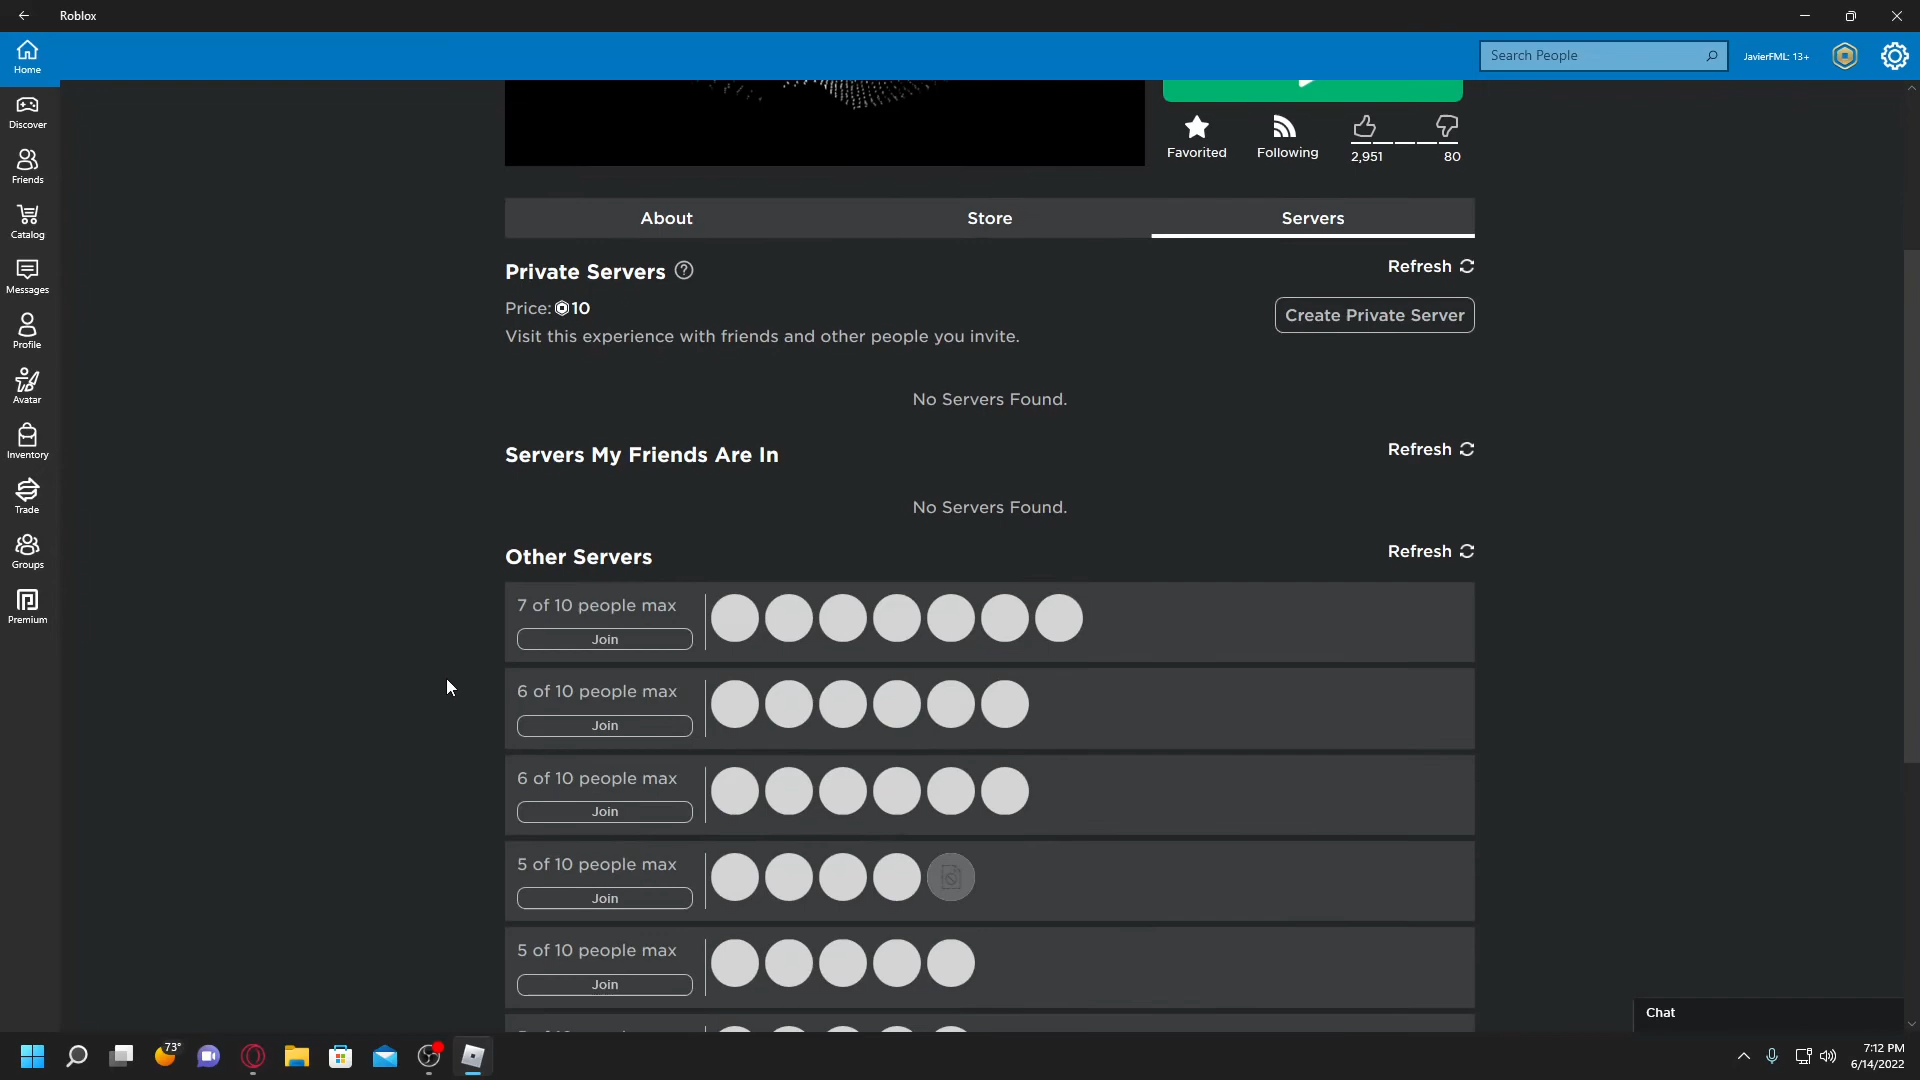 Roblox
Home
Search People
JavierFML: 13+
Discover
Friends
Catalog
Messages
Profile
Avatar
Inventory
Trade
Groups
Premium
Favorited
Following
2,951
80
About
Store
Servers
Private Servers
Refresh
Price: 10
Create Private Server
Visit this experience with friends and other people you invite.
No Servers Found.
Servers My Friends Are In
Refresh
No Servers Found.
Other Servers
Refresh
7 of 10 people max
Join
6 of 10 people max
Join
6 of 10 people max
Join
5 of 10 people max
Join
5 of 10 people max
Join
Chat
73°
7:12 PM
6/14/2022